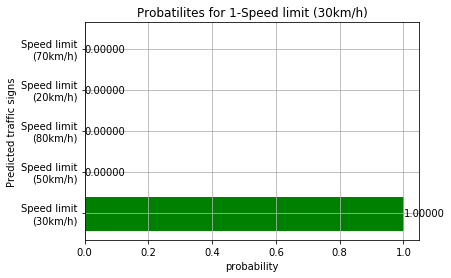 Probatilites for 1-Speed limit (30km/h)
Predicted traffic signs
Speed limit
(70km/h)
0.00000
Speed limit
(20km/h)
0.00000
Speed limit
(80km/h)
0.00000
Speed limit
(50km/h)
0.00000
Speed limit
(30km/h)
1.00000
0.0 0.2 0.4 0.6 0.8 1.0
probability